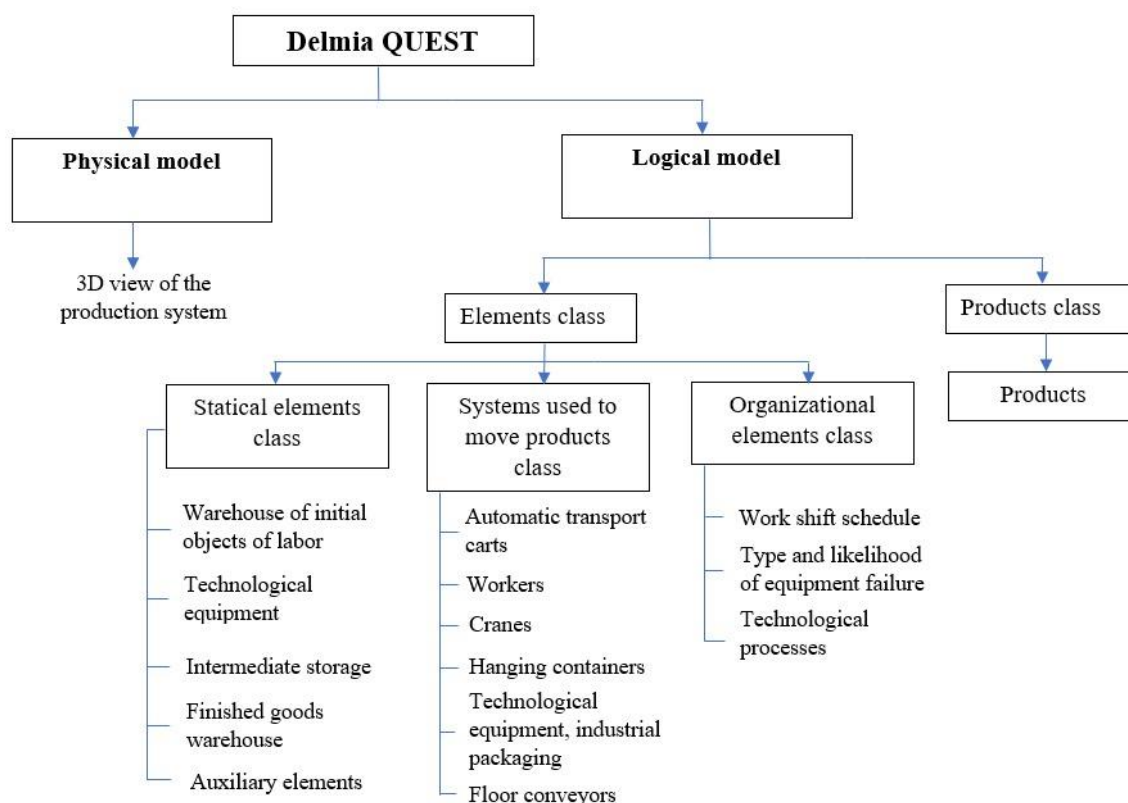 Delmia QUEST
Physical model
Logical model
3D view of the
production system
Elements class
Products class
Products
Statical elements
class
Systems used to
move products
class
Organizational
elements class
Warehouse of initial
objects of labor
Technological
equipment
Intermediate storage
Finished goods
warehouse
Auxiliary elements
Automatic transport
carts
Workers
Cranes
Hanging containers
Technological
equipment, industrial
packaging
Floor conveyors
Work shift schedule
Type and likelihood
of equipment failure
Technological
processes